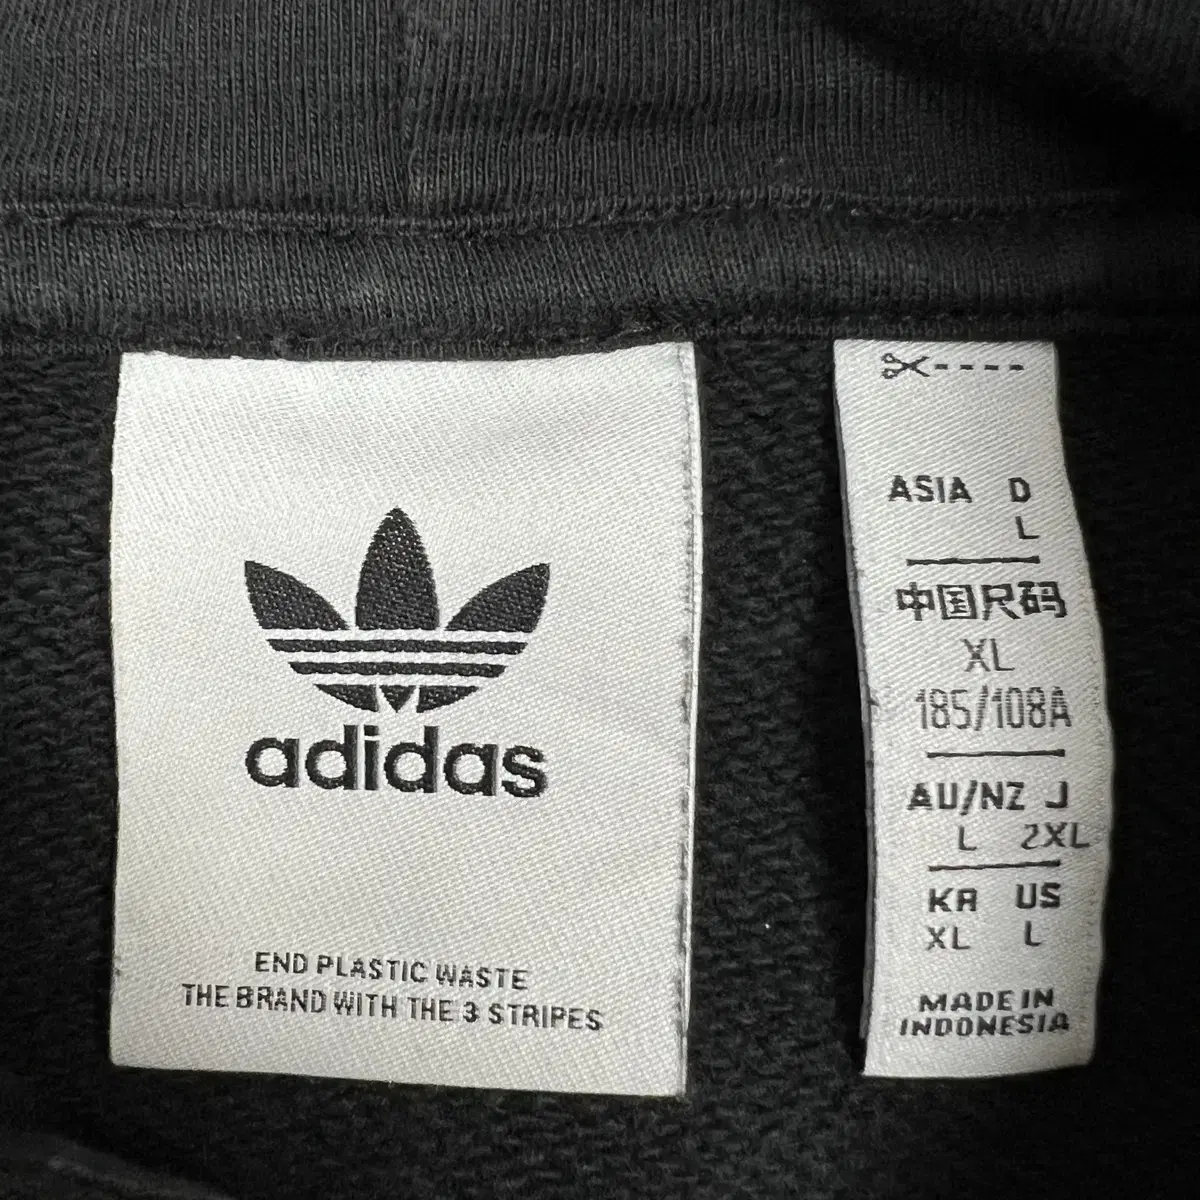 adidas
END PLASTIC WASTE
THE BRAND WITH THE 3 STRIPES
ASIA D
L
中国尺码
XL
185/108A
AU/NZ J
L 2XL
KR US
XL L
MADE IN
INDONESIA